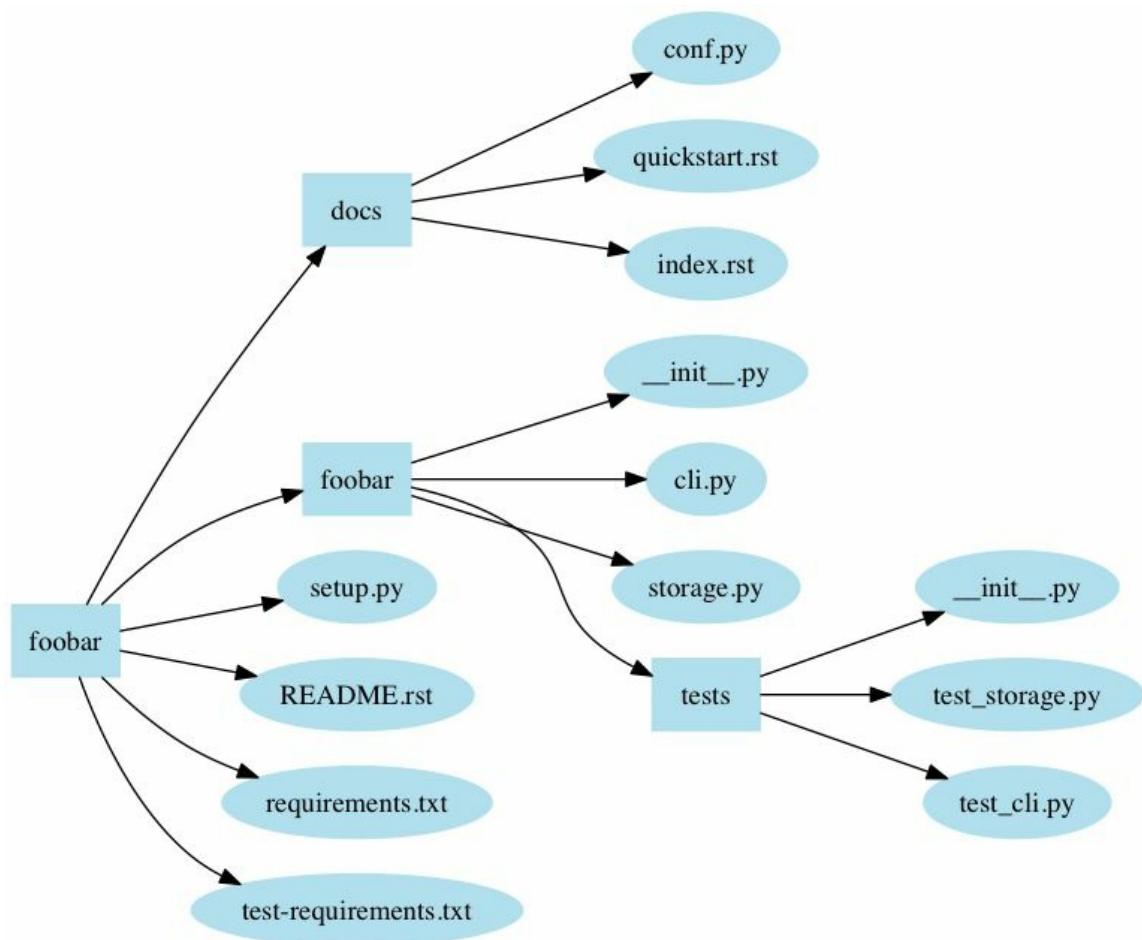 conf.py
quickstart.rst
docs
index.rst
__init__.py
foobar
cli.py
setup.py
storage.py
__init__.py
foobar
README.rst
tests
test_storage.py
requirements.txt
test_cli.py
test-requirements.txt